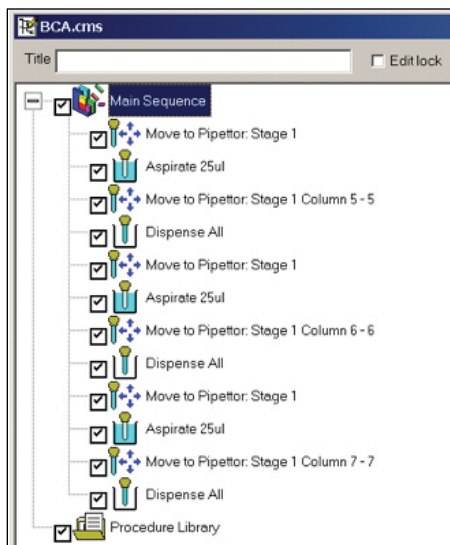 BCA.cms
Title Edit lock
Main Sequence
Move to Pipettor: Stage 1
Aspirate 25ul
Move to Pipettor: Stage 1 Column 5 - 5
Dispense All
Move to Pipettor: Stage 1
Aspirate 25ul
Move to Pipettor: Stage 1 Column 6 - 6
Dispense All
Move to Pipettor: Stage 1
Aspirate 25ul
Move to Pipettor: Stage 1 Column 7 - 7
Dispense All
Procedure Library